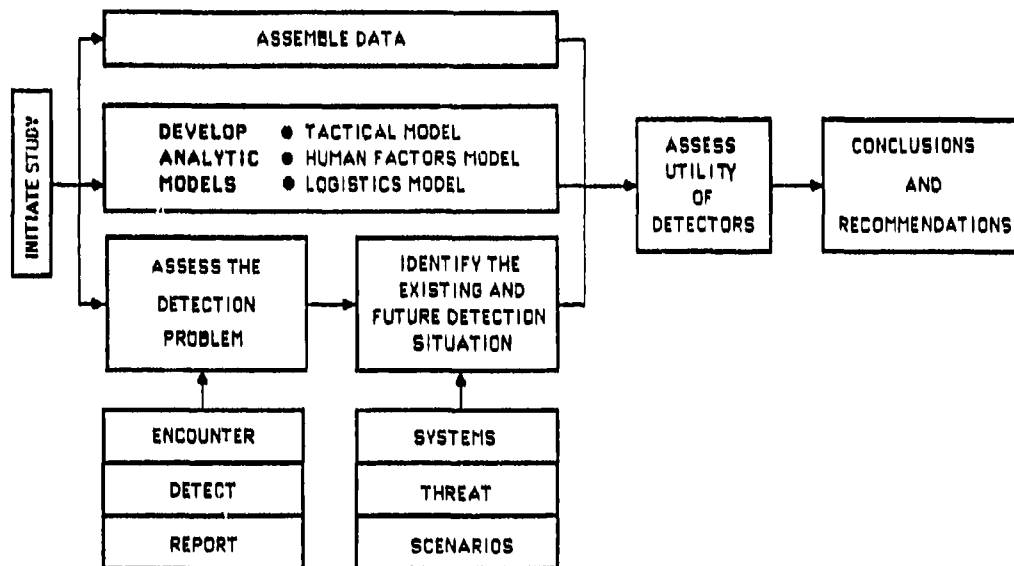 INITIATE STUDY
ASSEMBLE DATA
DEVELOP
ANALYTIC
MODELS
● TACTICAL MODEL
● HUMAN FACTORS MODEL
● LOGISTICS MODEL
ASSESS THE
DETECTION
PROBLEM
IDENTIFY THE
EXISTING AND
FUTURE DETECTION
SITUATION
ASSESS
UTILITY
OF
DETECTORS
CONCLUSIONS
AND
RECOMMENDATIONS
ENCOUNTER
DETECT
REPORT
SYSTEMS
THREAT
SCENARIOS